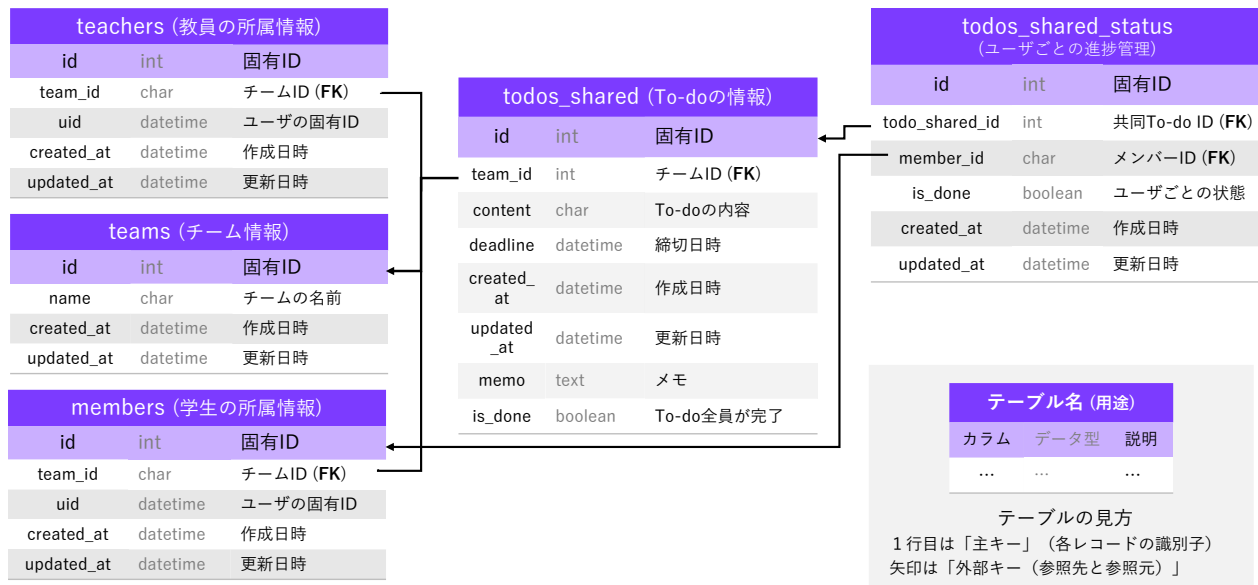 teachers (教員の所属情報)
id int 固有ID
team_id char チームID (FK)
uid datetime ユーザの固有ID
created_at datetime 作成日時
updated_at datetime 更新日時
teams (チーム情報)
id int 固有ID
name char チームの名前
created_at datetime 作成日時
updated_at datetime 更新日時
members (学生の所属情報)
id int 固有ID
team_id char チームID (FK)
uid datetime ユーザの固有ID
created_at datetime 作成日時
updated_at datetime 更新日時
todos_shared (To-doの情報)
id int 固有ID
team_id int チームID (FK)
content char To-doの内容
deadline datetime 締切日時
created_
at datetime 作成日時
updated
_at datetime 更新日時
memo text メモ
is_done boolean To-do全員が完了
todos_shared_status
(ユーザごとの進捗管理)
id int 固有ID
todo_shared_id int 共同To-do ID (FK)
member_id char メンバーID (FK)
is_done boolean ユーザごとの状態
created_at datetime 作成日時
updated_at datetime 更新日時
テーブル名 (用途)
カラム データ型 説明
… … …
テーブルの見方
１行目は「主キー」（各レコードの識別子）
矢印は「外部キー（参照先と参照元）」